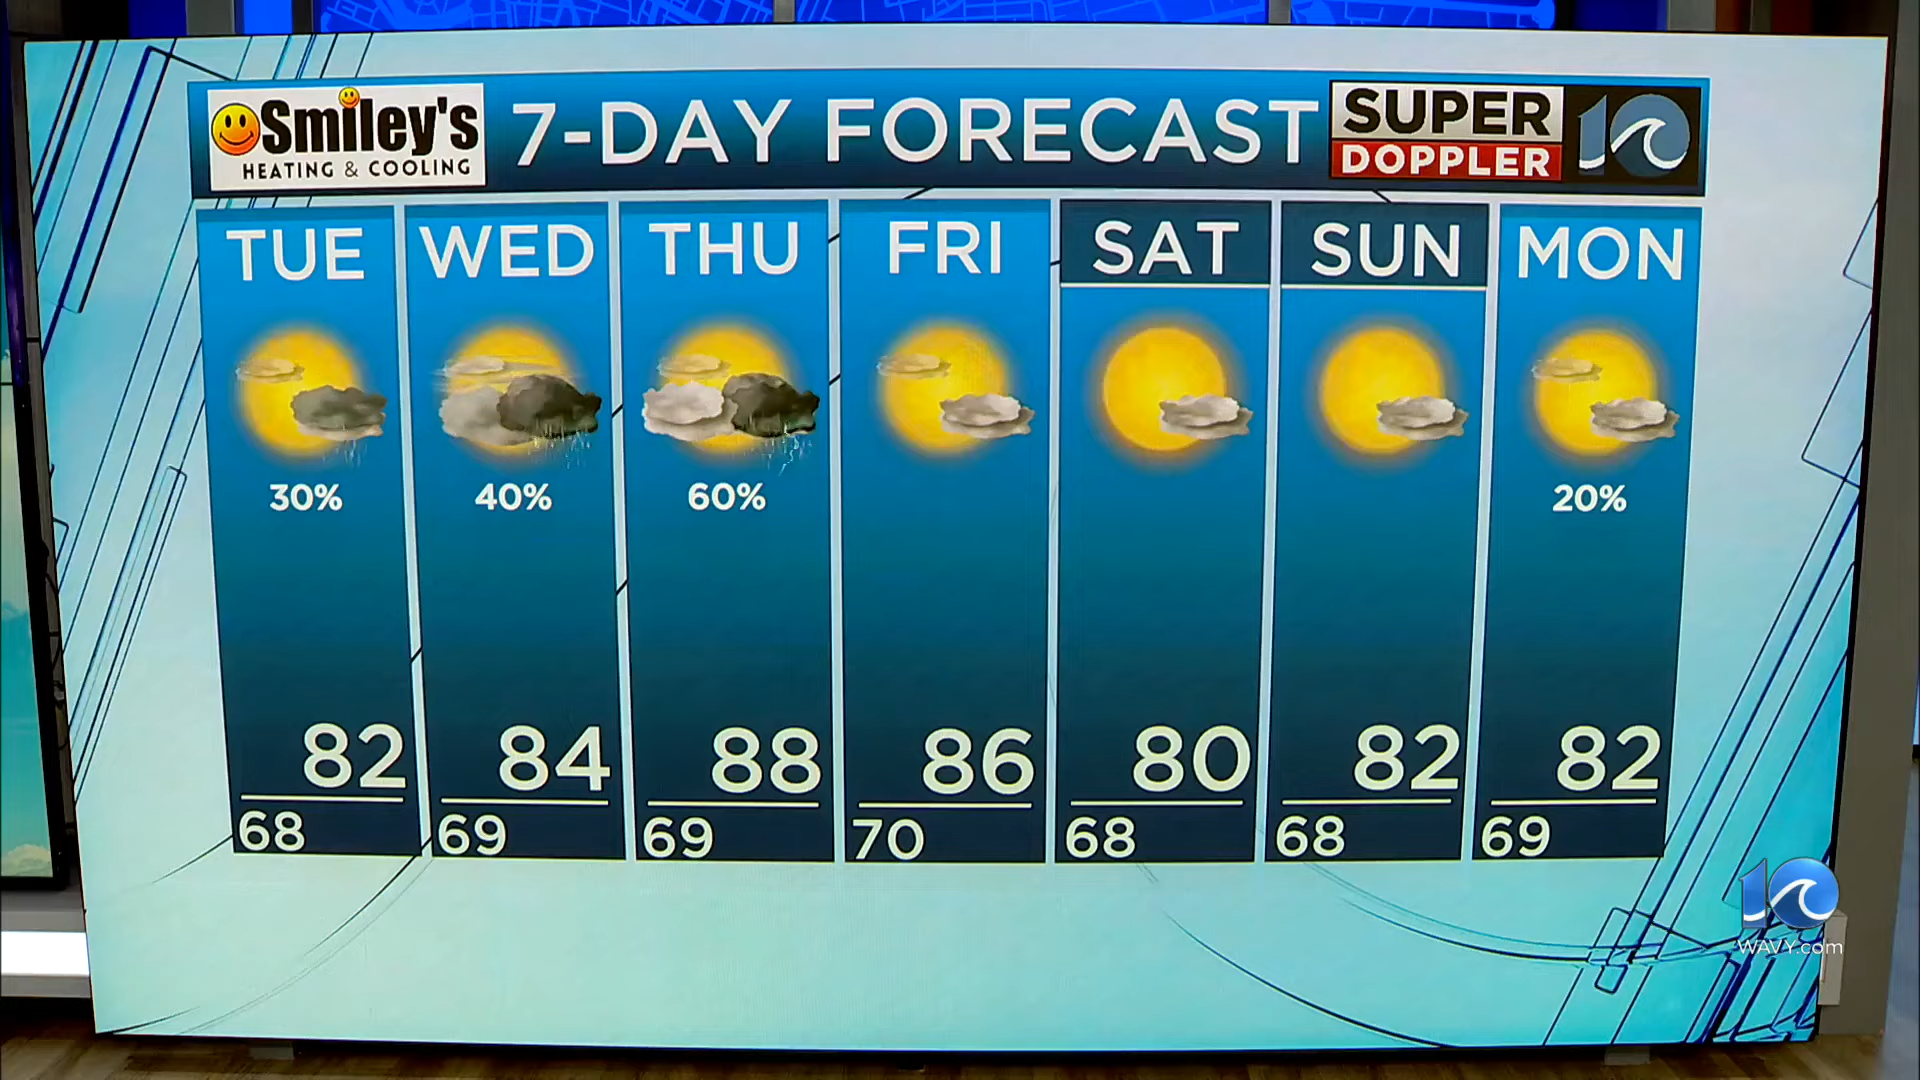 Smiley's
HEATING & COOLING
7-DAY FORECAST
SUPER
DOPPLER
10
TUE WED THU FRI SAT SUN MON
30% 40% 60% 20%
82 84 88 86 80 82 82
68 69 69 70 68 68 69
10
WAVY.com